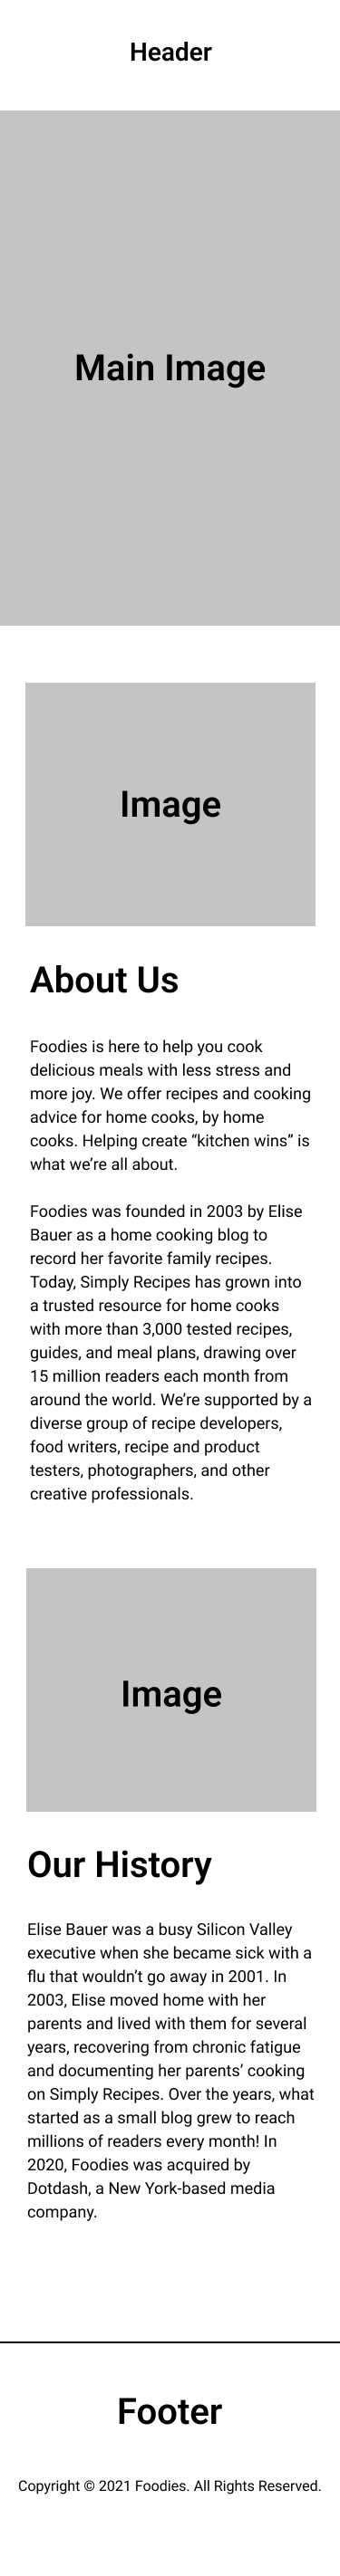 Header
Main Image
Image
About Us
Foodies is here to help you cook
delicious meals with less stress and
more joy. We offer recipes and cooking
advice for home cooks, by home
cooks. Helping create “kitchen wins” is
what we’re all about.
Foodies was founded in 2003 by Elise
Bauer as a home cooking blog to
record her favorite family recipes.
Today, Simply Recipes has grown into
a trusted resource for home cooks
with more than 3,000 tested recipes,
guides, and meal plans, drawing over
15 million readers each month from
around the world. We’re supported by a
diverse group of recipe developers,
food writers, recipe and product
testers, photographers, and other
creative professionals.
Image
Our History
Elise Bauer was a busy Silicon Valley
executive when she became sick with a
flu that wouldn’t go away in 2001. In
2003, Elise moved home with her
parents and lived with them for several
years, recovering from chronic fatigue
and documenting her parents’ cooking
on Simply Recipes. Over the years, what
started as a small blog grew to reach
millions of readers every month! In
2020, Foodies was acquired by
Dotdash, a New York-based media
company.
Footer
Copyright © 2021 Foodies. All Rights Reserved.